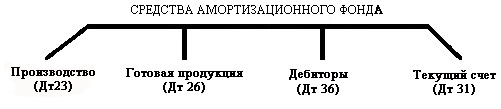 СРЕДСТВА АМОРТИЗАЦИОННОГО ФОНДА
Производство
(Дт23)
Готовая продукция
(Дт 26)
Дебиторы
(Дт 36)
Текущий счет
(Дт 31)